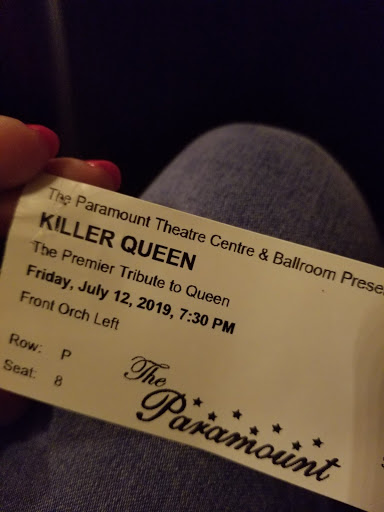 The Paramount Theatre Centre & Ballroom Prese
KILLER QUEEN
The Premier Tribute to Queen
Friday, July 12, 2019, 7:30 PM
Front Orch Left
Row: P
Seat: 8
The
Paramount